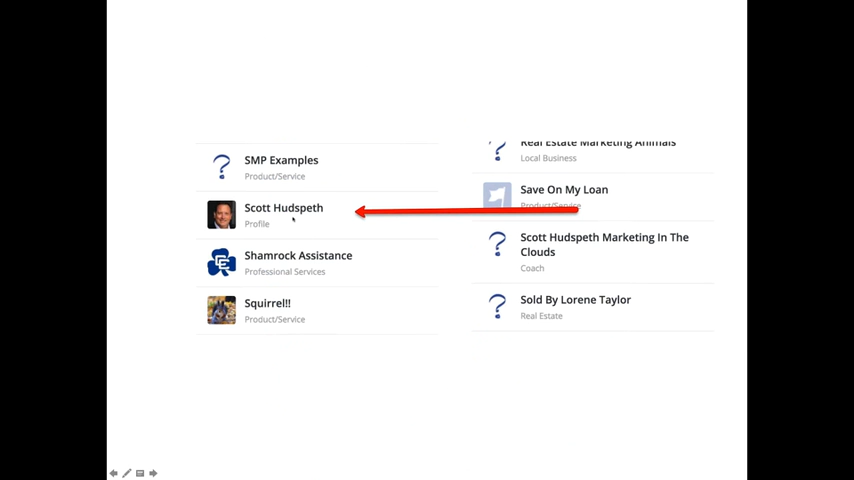 SMP Examples
Product/Service
Scott Hudspeth
Profile
Shamrock Assistance
Professional Services
Squirrel!!
Product/Service
Real Estate Marketing Animals
Local Business
Save On My Loan
Product/Service
Scott Hudspeth Marketing In The
Clouds
Coach
Sold By Lorene Taylor
Real Estate